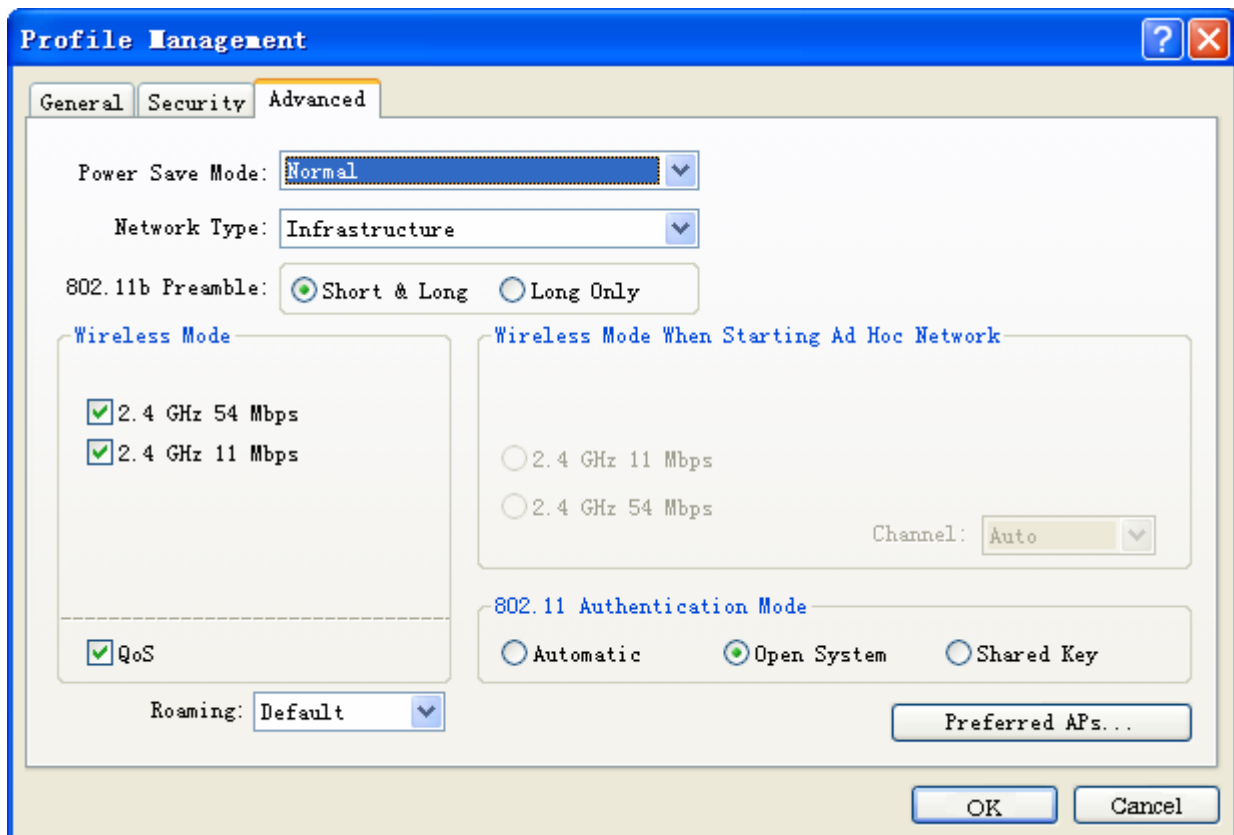 Profile Management
General Security Advanced
Power Save Mode: Normal
Network Type: Infrastructure
802.11b Preamble: Short & Long Long Only
Wireless Mode
2.4 GHz 54 Mbps
2.4 GHz 11 Mbps
QoS
Wireless Mode When Starting Ad Hoc Network
2.4 GHz 11 Mbps
2.4 GHz 54 Mbps
Channel: Auto
802.11 Authentication Mode
Automatic Open System Shared Key
Roaming: Default
Preferred APs...
OK Cancel